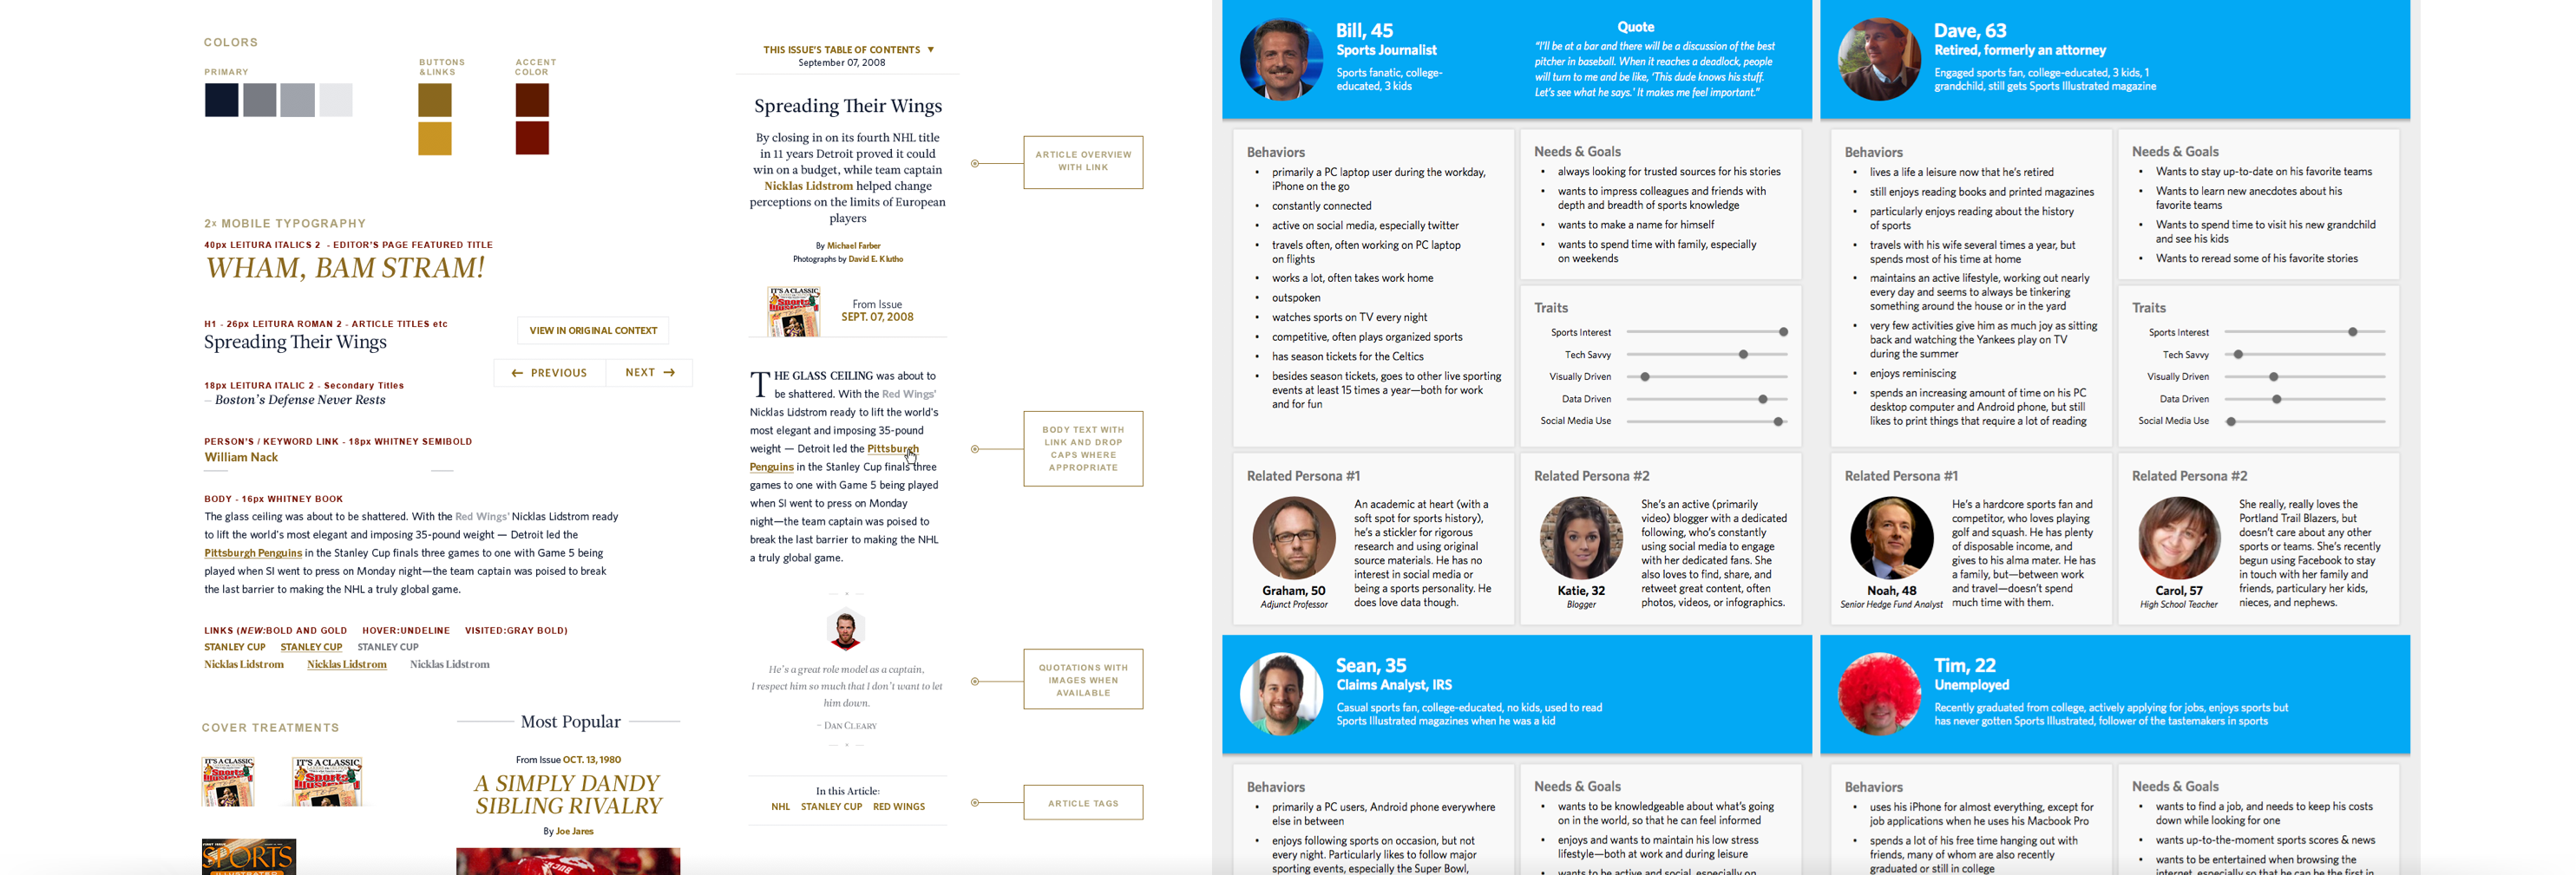 COLORS
PRIMARY
BUTTONS
&LINKS
ACCENT
COLOR
2x MOBILE TYPOGRAPHY
40px LEITURA ITALICS 2 - EDITOR'S PAGE FEATURED TITLE
WHAM, BAM STRAM!
H1 - 26px LEITURA ROMAN 2 - ARTICLE TITLES etc
Spreading Their Wings
VIEW IN ORIGINAL CONTEXT
← PREVIOUS
NEXT →
18px LEITURA ITALIC 2 - Secondary Titles
— Boston's Defense Never Rests
PERSON'S / KEYWORD LINK - 18px WHITNEY SEMIBOLD
William Nack
BODY - 16px WHITNEY BOOK
The glass ceiling was about to be shattered. With the Red Wings' Nicklas Lidstrom ready
to lift the world's most elegant and imposing 35-pound weight — Detroit led the
Pittsburgh Penguins in the Stanley Cup finals three games to one with Game 5 being
played when SI went to press on Monday night—the team captain was poised to break
the last barrier to making the NHL a truly global game.
LINKS (NEW:BOLD AND GOLD HOVER:UNDELINE VISITED:GRAY BOLD)
STANLEY CUP STANLEY CUP STANLEY CUP
Nicklas Lidstrom Nicklas Lidstrom Nicklas Lidstrom
COVER TREATMENTS
IT'S A CLASSIC
Sports
IT'S A CLASSIC
Sports
SPORTS
Most Popular
From Issue OCT. 13, 1980
A SIMPLY DANDY
SIBLING RIVALRY
By Joe Jares
THIS ISSUE'S TABLE OF CONTENTS ▼
September 07, 2008
Spreading Their Wings
By closing in on its fourth NHL title
in 11 years Detroit proved it could
win on a budget, while team captain
Nicklas Lidstrom helped change
perceptions on the limits of European
players
By Michael Farber
Photographs by David E. Klutho
IT'S A CLASSIC
Sports
From Issue
SEPT. 07, 2008
THE GLASS CEILING was about to
be shattered. With the Red Wings'
Nicklas Lidstrom ready to lift the world's
most elegant and imposing 35-pound
weight — Detroit led the Pittsburgh
Penguins in the Stanley Cup finals three
games to one with Game 5 being played
when SI went to press on Monday
night—the team captain was poised to
break the last barrier to making the NHL
a truly global game.
He's a great role model as a captain,
I respect him so much that I don't want to let
him down.
– DAN CLEARY
In this Article:
NHL STANLEY CUP RED WINGS
ARTICLE OVERVIEW
WITH LINK
BODY TEXT WITH
LINK AND DROP
CAPS WHERE
APPROPRIATE
QUOTATIONS WITH
IMAGES WHEN
AVAILABLE
ARTICLE TAGS
Bill, 45
Sports Journalist
Sports fanatic, college-
educated, 3 kids
Quote
“I'll be at a bar and there will be a discussion of the best
pitcher in baseball. When it reaches a deadlock, people
will turn to me and be like, ‘This dude knows his stuff.
Let's see what he says.’ It makes me feel important.”
Behaviors
• primarily a PC laptop user during the workday,
iPhone on the go
• constantly connected
• active on social media, especially twitter
• travels often, often working on PC laptop
on flights
• works a lot, often takes work home
• outspoken
• watches sports on TV every night
• competitive, often plays organized sports
• has season tickets for the Celtics
• besides season tickets, goes to other live sporting
events at least 15 times a year—both for work
and for fun
Needs & Goals
• always looking for trusted sources for his stories
• wants to impress colleagues and friends with
depth and breadth of sports knowledge
• wants to make a name for himself
• wants to spend time with family, especially
on weekends
Traits
Sports Interest
Tech Savvy
Visually Driven
Data Driven
Social Media Use
Related Persona #1
Graham, 50
Adjunct Professor
An academic at heart (with a
soft spot for sports history),
he's a stickler for rigorous
research and using original
source materials. He has no
interest in social media or
being a sports personality. He
does love data though.
Related Persona #2
Katie, 32
Blogger
She's an active (primarily
video) blogger with a dedicated
following, who's constantly
using social media to engage
with her dedicated fans. She
also loves to find, share, and
retweet great content, often
photos, videos, or infographics.
Dave, 63
Retired, formerly an attorney
Engaged sports fan, college-educated, 3 kids, 1
grandchild, still gets Sports Illustrated magazine
Behaviors
• lives a life a leisure now that he's retired
• still enjoys reading books and printed magazines
• particularly enjoys reading about the history
of sports
• travels with his wife several times a year, but
spends most of his time at home
• maintains an active lifestyle, working out nearly
every day and seems to always be tinkering
something around the house or in the yard
• very few activities give him as much joy as sitting
back and watching the Yankees play on TV
during the summer
• enjoys reminiscing
• spends an increasing amount of time on his PC
desktop computer and Android phone, but still
likes to print things that require a lot of reading
Needs & Goals
• Wants to stay up-to-date on his favorite teams
• Wants to learn new anecdotes about his
favorite teams
• Wants to spend time to visit his new grandchild
and see his kids
• Wants to reread some of his favorite stories
Traits
Sports Interest
Tech Savvy
Visually Driven
Data Driven
Social Media Use
Related Persona #1
Noah, 48
Senior Hedge Fund Analyst
He's a hardcore sports fan and
competitor, who loves playing
golf and squash. He has plenty
of disposable income, and
gives to his alma mater. He has
a family, but—between work
and travel—doesn't spend
much time with them.
Related Persona #2
Carol, 57
High School Teacher
She really, really loves the
Portland Trail Blazers, but
doesn't care about any other
sports or teams. She's recently
begun using Facebook to stay
in touch with her family and
friends, particulary her kids,
nieces, and nephews.
Sean, 35
Claims Analyst, IRS
Casual sports fan, college-educated, no kids, used to read
Sports Illustrated magazines when he was a kid
Behaviors
• primarily a PC users, Android phone everywhere
else in between
• enjoys following sports on occasion, but not
every night. Particularly likes to follow major
sporting events, especially the Super Bowl,
Needs & Goals
• wants to be knowledgeable about what's going
on in the world, so that he can feel informed
• enjoys and wants to maintain his low stress
lifestyle—both at work and during leisure
• wants to be active and social, especially on
Tim, 22
Unemployed
Recently graduated from college, actively applying for jobs, enjoys sports but
has never gotten Sports Illustrated, follower of the tastemakers in sports
Behaviors
• uses his iPhone for almost everything, except for
job applications when he uses his Macbook Pro
• spends a lot of his free time hanging out with
friends, many of whom are also recently
graduated or still in college
Needs & Goals
• wants to find a job, and needs to keep his costs
down while looking for one
• wants up-to-the-moment sports scores & news
• wants to be entertained when browsing the
internet, especially so that he can be the first in